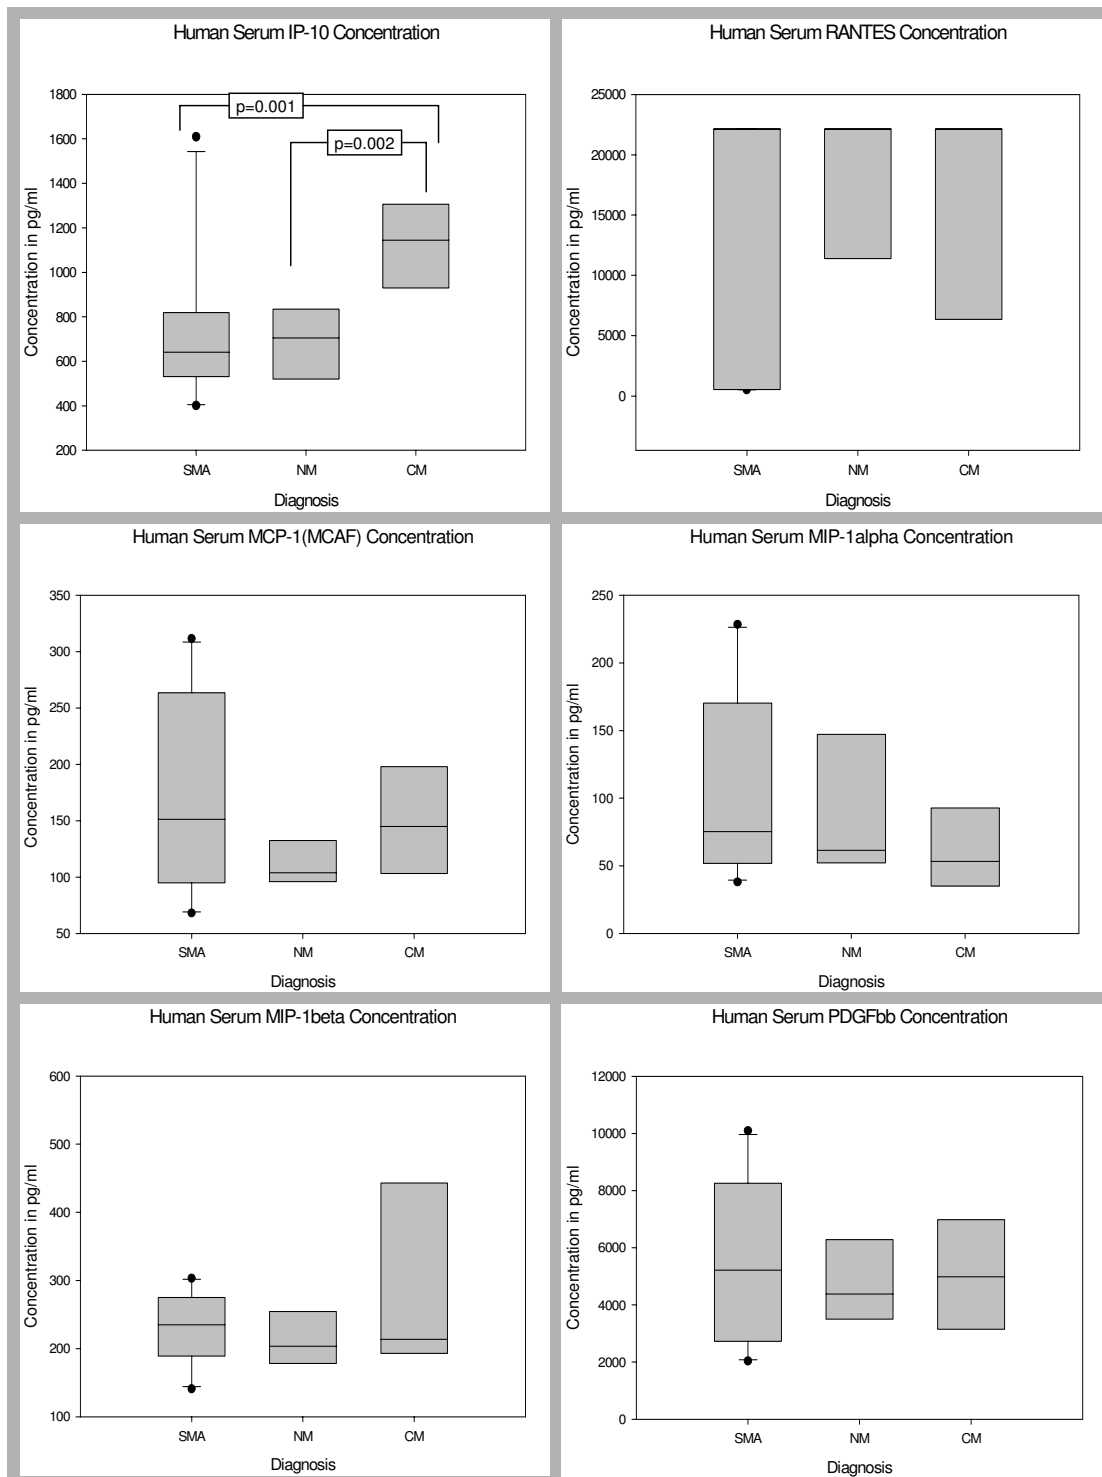 Human Serum IP-10 Concentration
1800
1600
1400
1200
1000
800
600
400
200
Concentration in pg/ml
p=0.001
p=0.002
SMA NM CM
Diagnosis
Human Serum RANTES Concentration
25000
20000
15000
10000
5000
0
Concentration in pg/ml
SMA NM CM
Diagnosis
Human Serum MCP-1(MCAF) Concentration
350
300
250
200
150
100
50
Concentration in pg/ml
SMA NM CM
Diagnosis
Human Serum MIP-1alpha Concentration
250
200
150
100
50
0
Concentration in pg/ml
SMA NM CM
Diagnosis
Human Serum MIP-1beta Concentration
600
500
400
300
200
100
Concentration in pg/ml
SMA NM CM
Diagnosis
Human Serum PDGFbb Concentration
12000
10000
8000
6000
4000
2000
0
Concentration in pg/ml
SMA NM CM
Diagnosis